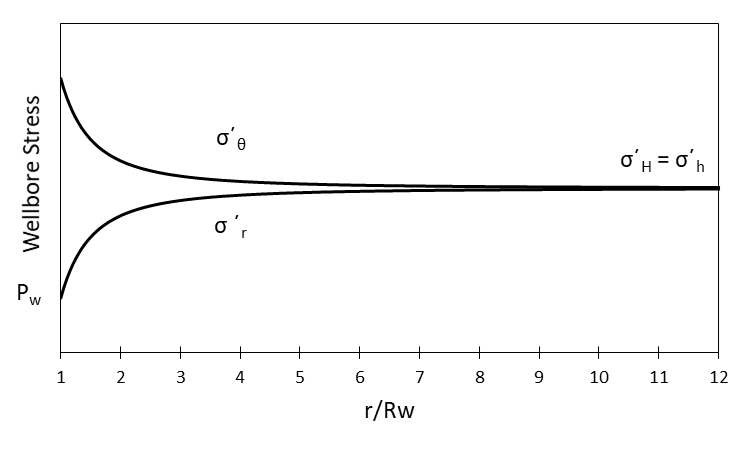 Wellbore Stress
σ′θ
σ′H = σ′h
σ′r
Pw
1 2 3 4 5 6 7 8 9 10 11 12
r/Rw